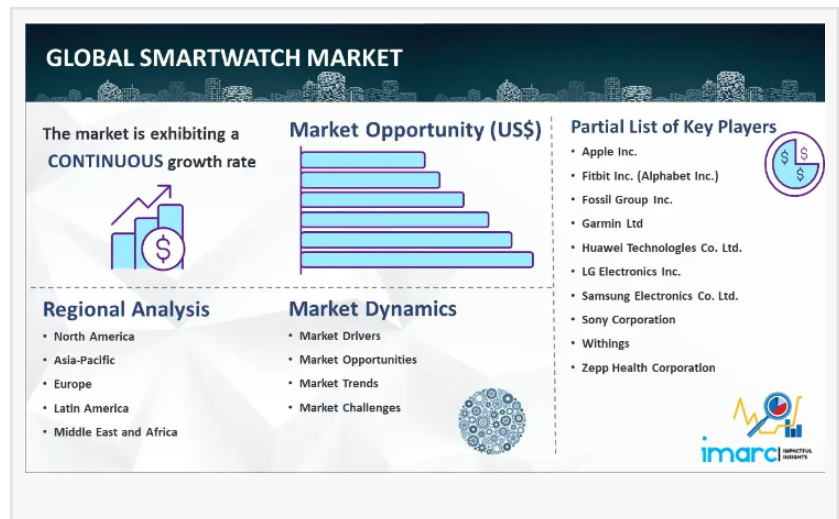 GLOBAL SMARTWATCH MARKET
The market is exhibiting a
CONTINUOUS growth rate
$
Market Opportunity (US$)
Partial List of Key Players
• Apple Inc.
• Fitbit Inc. (Alphabet Inc.)
• Fossil Group Inc.
• Garmin Ltd
• Huawei Technologies Co. Ltd.
• LG Electronics Inc.
• Samsung Electronics Co. Ltd.
• Sony Corporation
• Withings
• Zepp Health Corporation
$ $
$
Regional Analysis
• North America
• Asia-Pacific
• Europe
• Latin America
• Middle East and Africa
Market Dynamics
• Market Drivers
• Market Opportunities
• Market Trends
• Market Challenges
imarc
IMPACTFUL
INSIGHTS